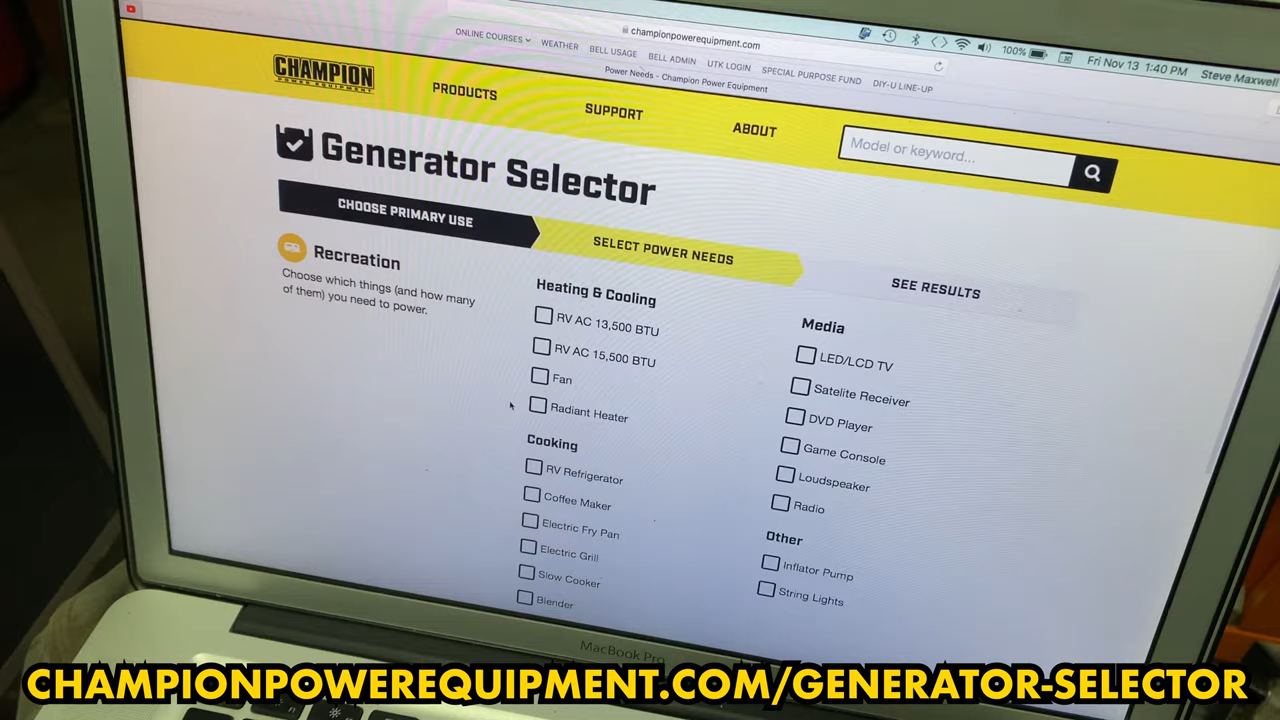 championpowerequipment.com
100%
Fri Nov 13 1:40 PM Steve Maxwell
ONLINE COURSES WEATHER BELL USAGE BELL ADMIN UTK LOGIN SPECIAL PURPOSE FUND DIY-U LINE-UP
Power Needs – Champion Power Equipment
CHAMPION
POWER EQUIPMENT
PRODUCTS
SUPPORT
ABOUT
Model or keyword...
Generator Selector
CHOOSE PRIMARY USE
SELECT POWER NEEDS
SEE RESULTS
Recreation
Choose which things (and how many
of them) you need to power.
Heating & Cooling
RV AC 13,500 BTU
RV AC 15,500 BTU
Fan
Radiant Heater
Cooking
RV Refrigerator
Coffee Maker
Electric Fry Pan
Electric Grill
Slow Cooker
Blender
Media
LED/LCD TV
Satelite Receiver
DVD Player
Game Console
Loudspeaker
Radio
Other
Inflator Pump
String Lights
MacBook Pro
CHAMPIONPOWEREQUIPMENT.COM/GENERATOR-SELECTOR